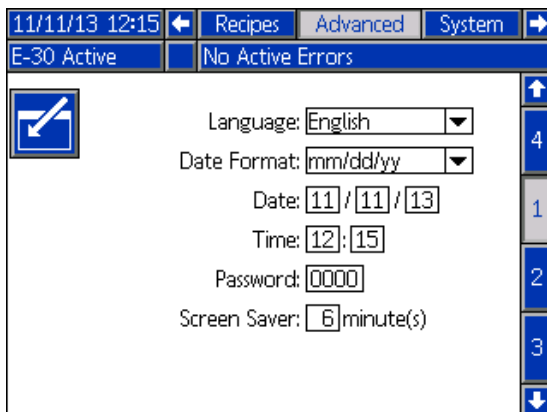 11/11/13 12:15 Recipes Advanced System
E-30 Active No Active Errors
Language: English
Date Format: mm/dd/yy
Date: 11 / 11 / 13
Time: 12 : 15
Password: 0000
Screen Saver: 6 minute(s)
4
1
2
3